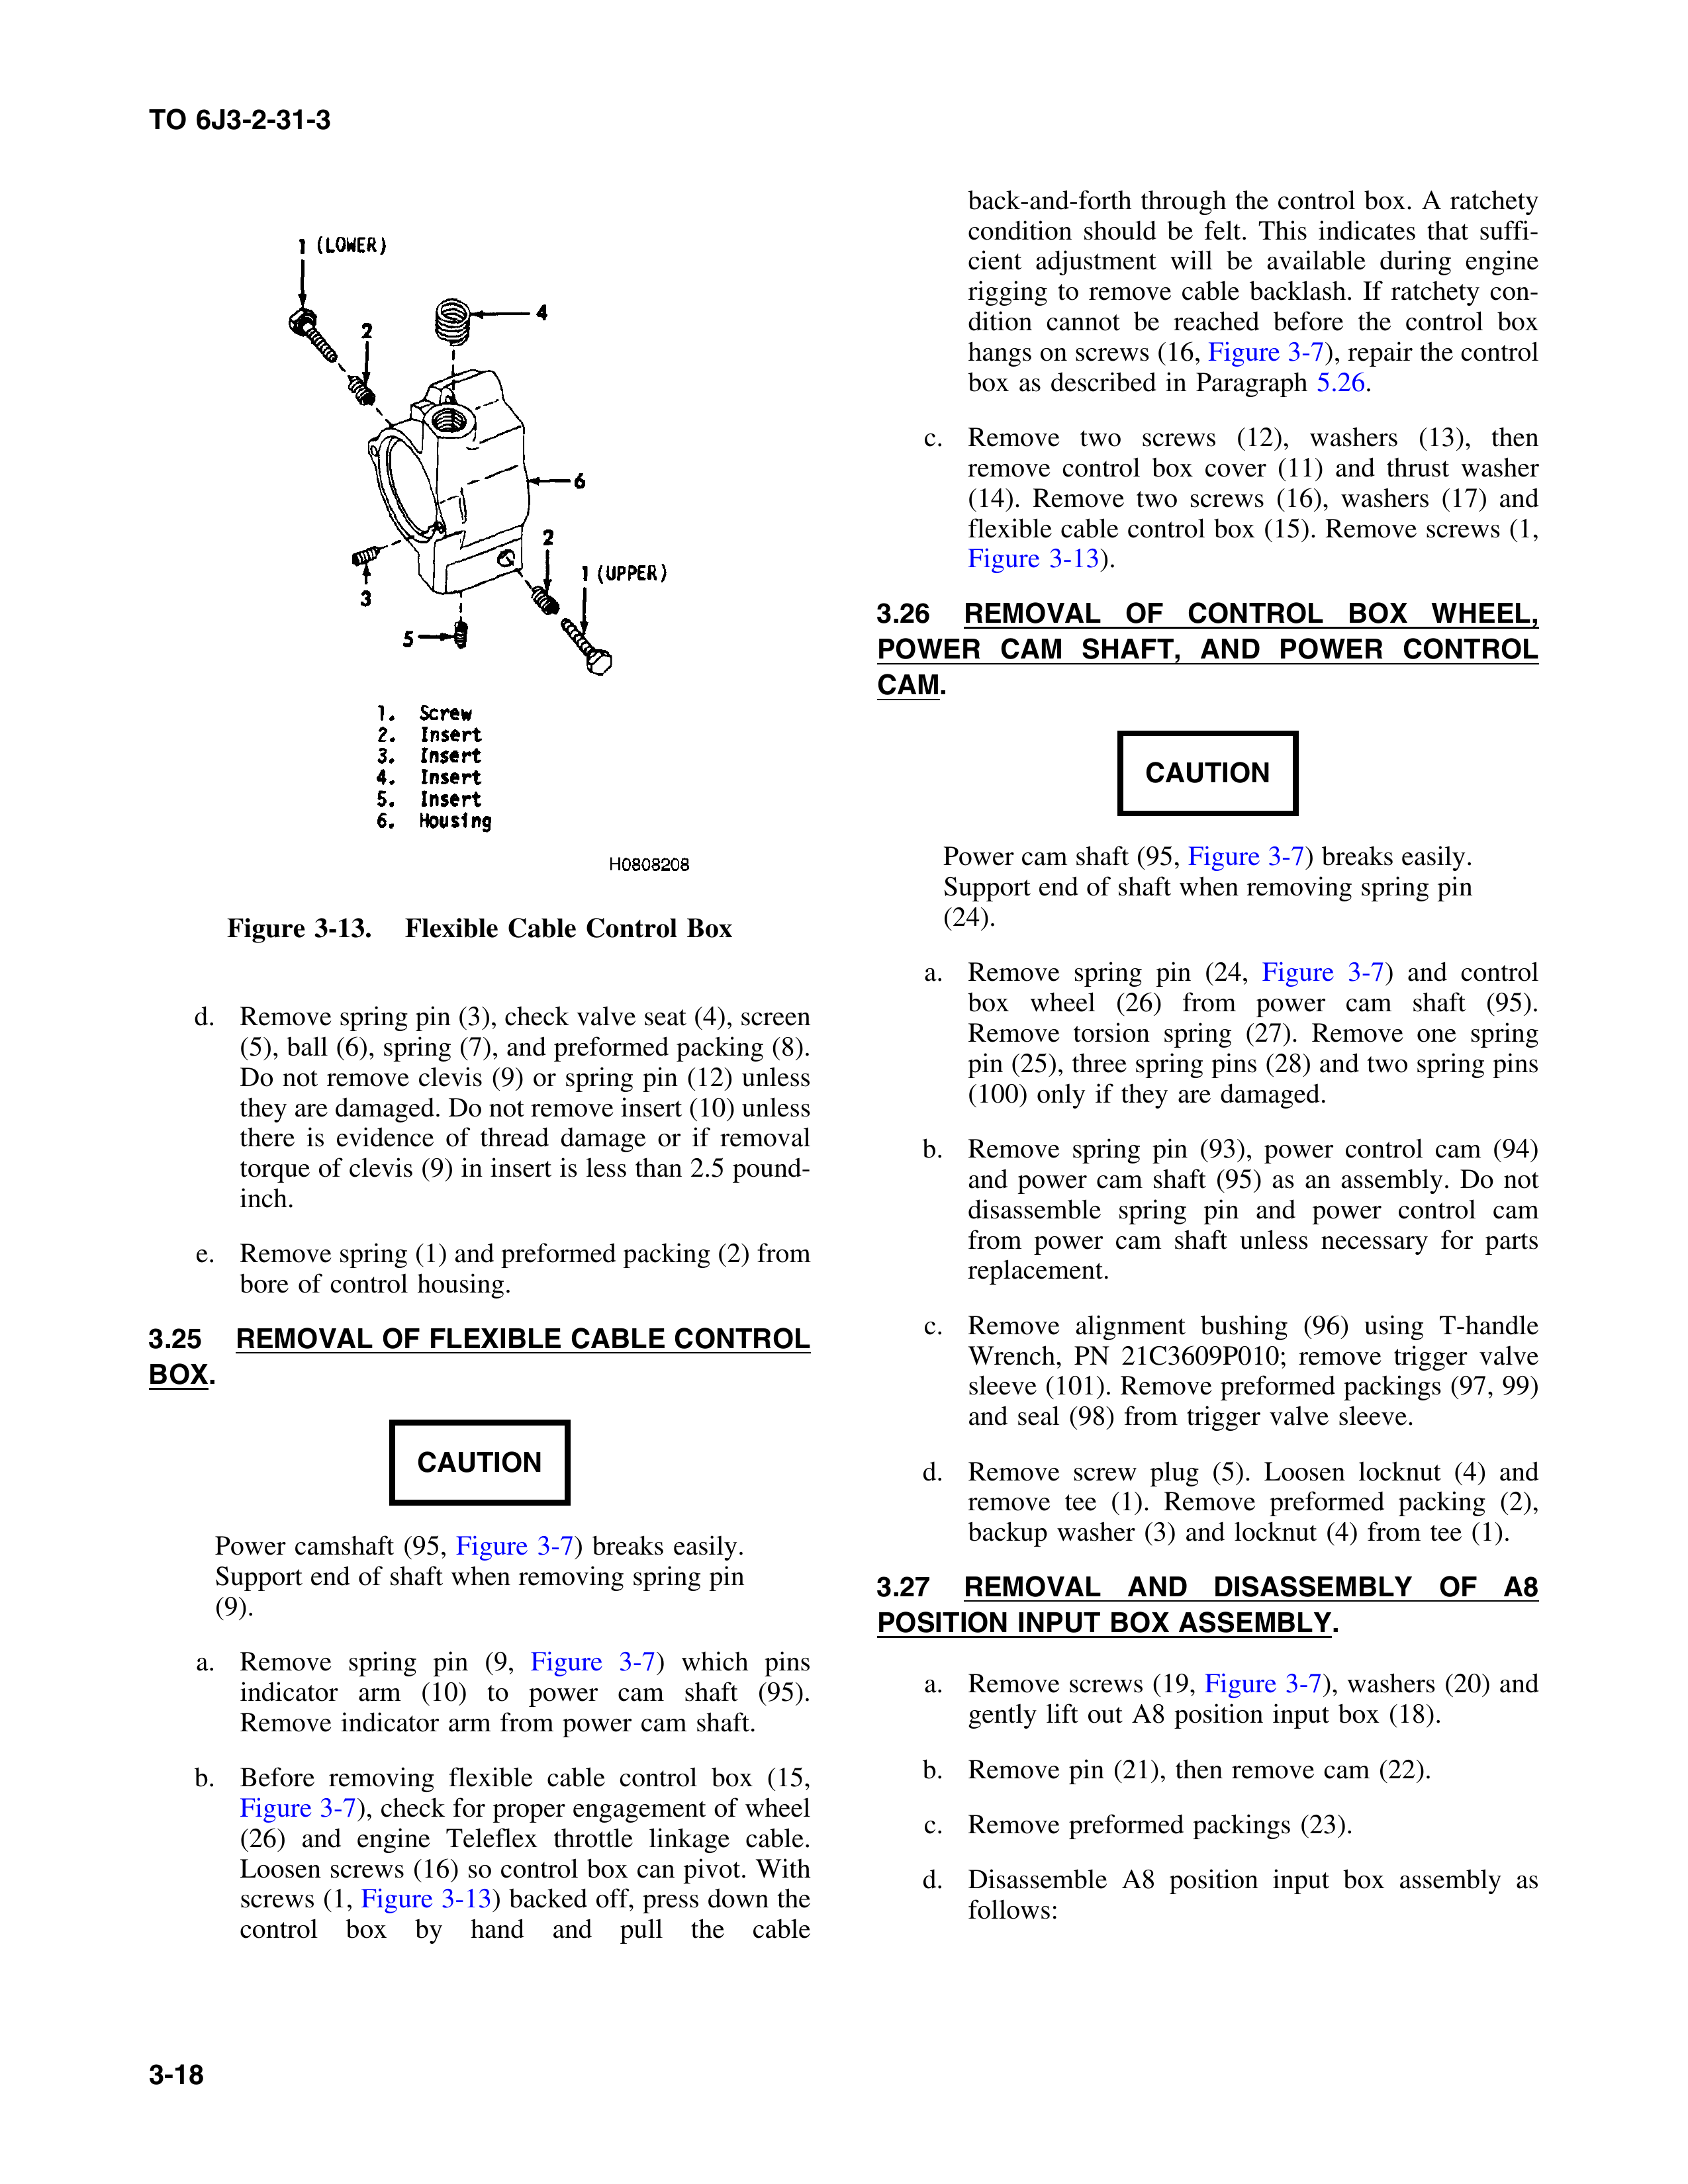 TO 6J3-2-31-3
1 (LOWER)
2
4
6
2
1 (UPPER)
3
5
1. Screw
2. Insert
3. Insert
4. Insert
5. Insert
6. Housing
H0808208
Figure 3-13. Flexible Cable Control Box
d. Remove spring pin (3), check valve seat (4), screen
(5), ball (6), spring (7), and preformed packing (8).
Do not remove clevis (9) or spring pin (12) unless
they are damaged. Do not remove insert (10) unless
there is evidence of thread damage or if removal
torque of clevis (9) in insert is less than 2.5 pound-
inch.
e. Remove spring (1) and preformed packing (2) from
bore of control housing.
3.25 REMOVAL OF FLEXIBLE CABLE CONTROL
BOX.
CAUTION
Power camshaft (95, Figure 3-7) breaks easily.
Support end of shaft when removing spring pin
(9).
a. Remove spring pin (9, Figure 3-7) which pins
indicator arm (10) to power cam shaft (95).
Remove indicator arm from power cam shaft.
b. Before removing flexible cable control box (15,
Figure 3-7), check for proper engagement of wheel
(26) and engine Teleflex throttle linkage cable.
Loosen screws (16) so control box can pivot. With
screws (1, Figure 3-13) backed off, press down the
control box by hand and pull the cable
back-and-forth through the control box. A ratchety
condition should be felt. This indicates that suffi-
cient adjustment will be available during engine
rigging to remove cable backlash. If ratchety con-
dition cannot be reached before the control box
hangs on screws (16, Figure 3-7), repair the control
box as described in Paragraph 5.26.
c. Remove two screws (12), washers (13), then
remove control box cover (11) and thrust washer
(14). Remove two screws (16), washers (17) and
flexible cable control box (15). Remove screws (1,
Figure 3-13).
3.26 REMOVAL OF CONTROL BOX WHEEL,
POWER CAM SHAFT, AND POWER CONTROL
CAM.
CAUTION
Power cam shaft (95, Figure 3-7) breaks easily.
Support end of shaft when removing spring pin
(24).
a. Remove spring pin (24, Figure 3-7) and control
box wheel (26) from power cam shaft (95).
Remove torsion spring (27). Remove one spring
pin (25), three spring pins (28) and two spring pins
(100) only if they are damaged.
b. Remove spring pin (93), power control cam (94)
and power cam shaft (95) as an assembly. Do not
disassemble spring pin and power control cam
from power cam shaft unless necessary for parts
replacement.
c. Remove alignment bushing (96) using T-handle
Wrench, PN 21C3609P010; remove trigger valve
sleeve (101). Remove preformed packings (97, 99)
and seal (98) from trigger valve sleeve.
d. Remove screw plug (5). Loosen locknut (4) and
remove tee (1). Remove preformed packing (2),
backup washer (3) and locknut (4) from tee (1).
3.27 REMOVAL AND DISASSEMBLY OF A8
POSITION INPUT BOX ASSEMBLY.
a. Remove screws (19, Figure 3-7), washers (20) and
gently lift out A8 position input box (18).
b. Remove pin (21), then remove cam (22).
c. Remove preformed packings (23).
d. Disassemble A8 position input box assembly as
follows:
3-18